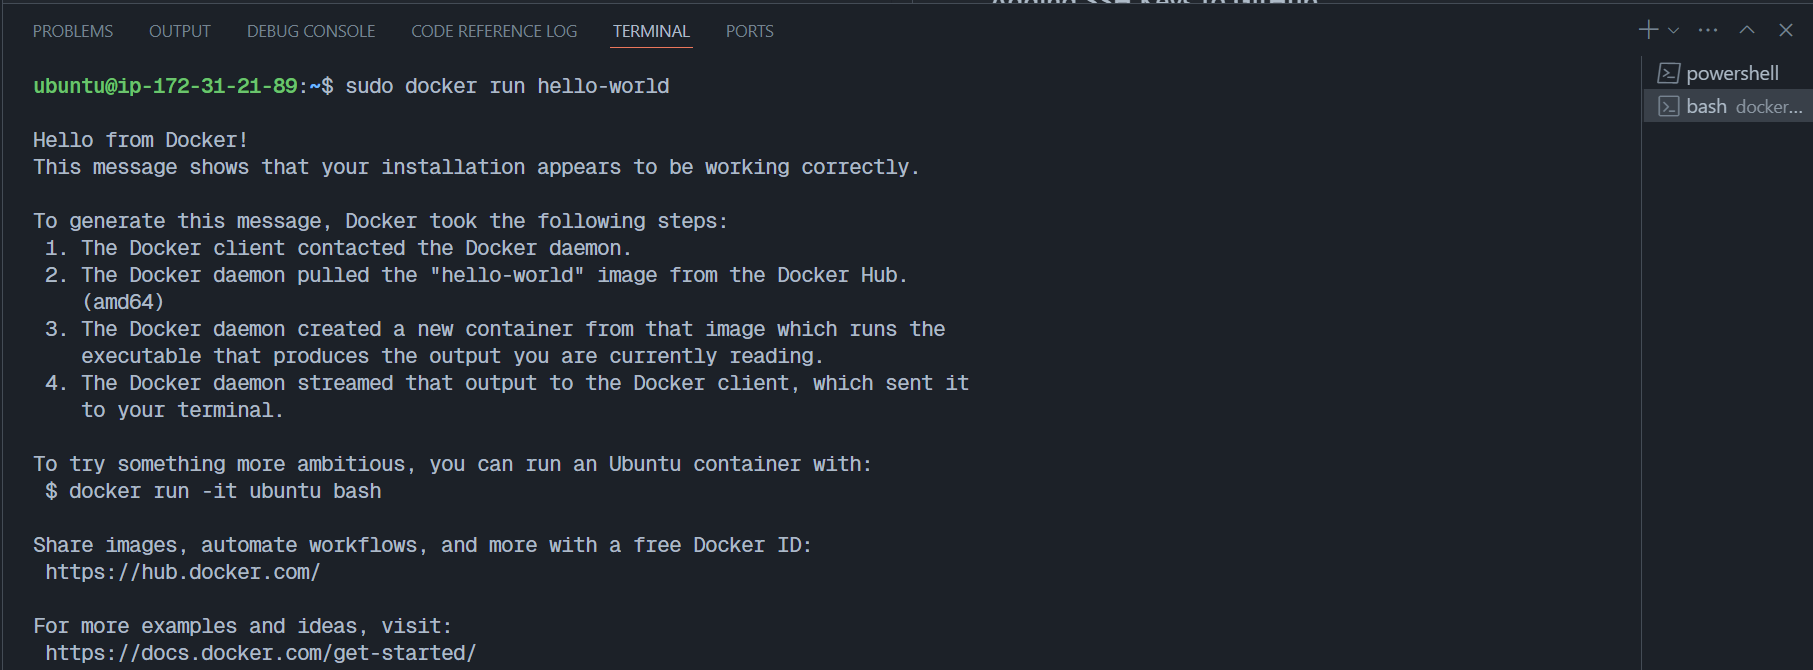 Adding SSH Keys to GitHub
PROBLEMS OUTPUT DEBUG CONSOLE CODE REFERENCE LOG TERMINAL PORTS
powershell
bash docker...
ubuntu@ip-172-31-21-89:~$ sudo docker run hello-world
Hello from Docker!
This message shows that your installation appears to be working correctly.
To generate this message, Docker took the following steps:
1. The Docker client contacted the Docker daemon.
2. The Docker daemon pulled the "hello-world" image from the Docker Hub.
(amd64)
3. The Docker daemon created a new container from that image which runs the
executable that produces the output you are currently reading.
4. The Docker daemon streamed that output to the Docker client, which sent it
to your terminal.
To try something more ambitious, you can run an Ubuntu container with:
$ docker run -it ubuntu bash
Share images, automate workflows, and more with a free Docker ID:
https://hub.docker.com/
For more examples and ideas, visit:
https://docs.docker.com/get-started/